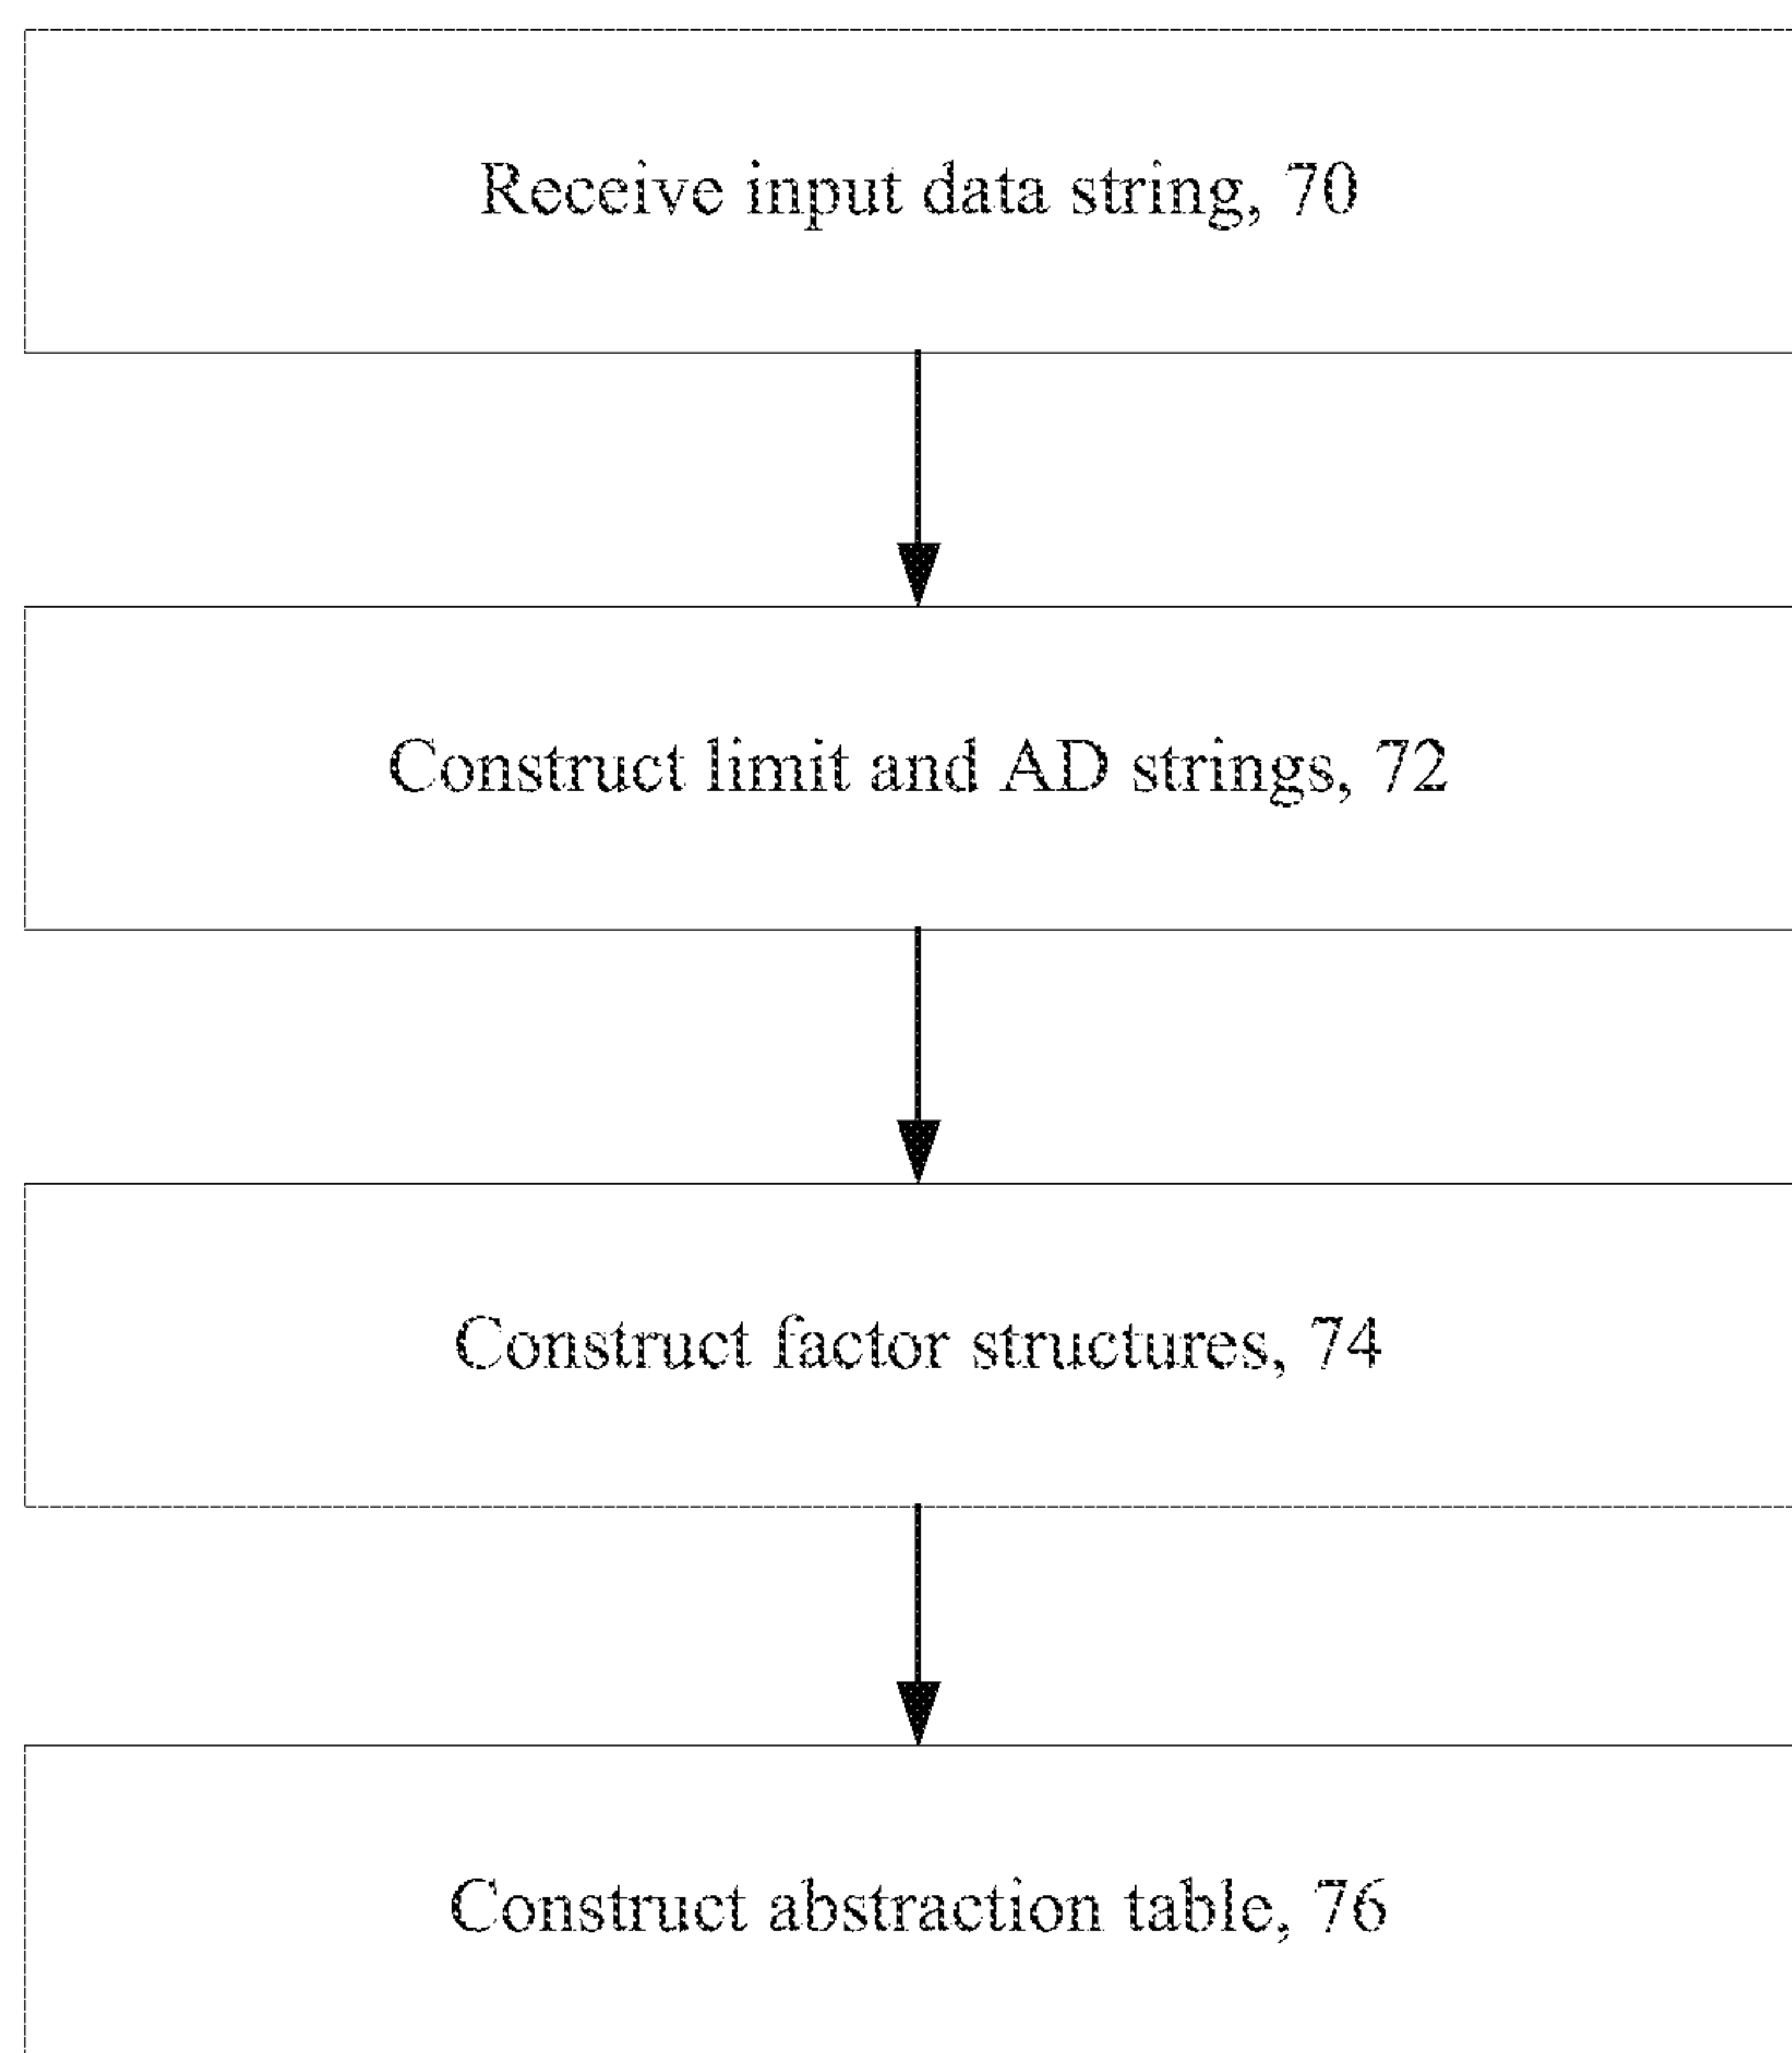 Receive input data string, 70
Construct limit and AD strings, 72
Construct factor structures, 74
Construct abstraction table, 76